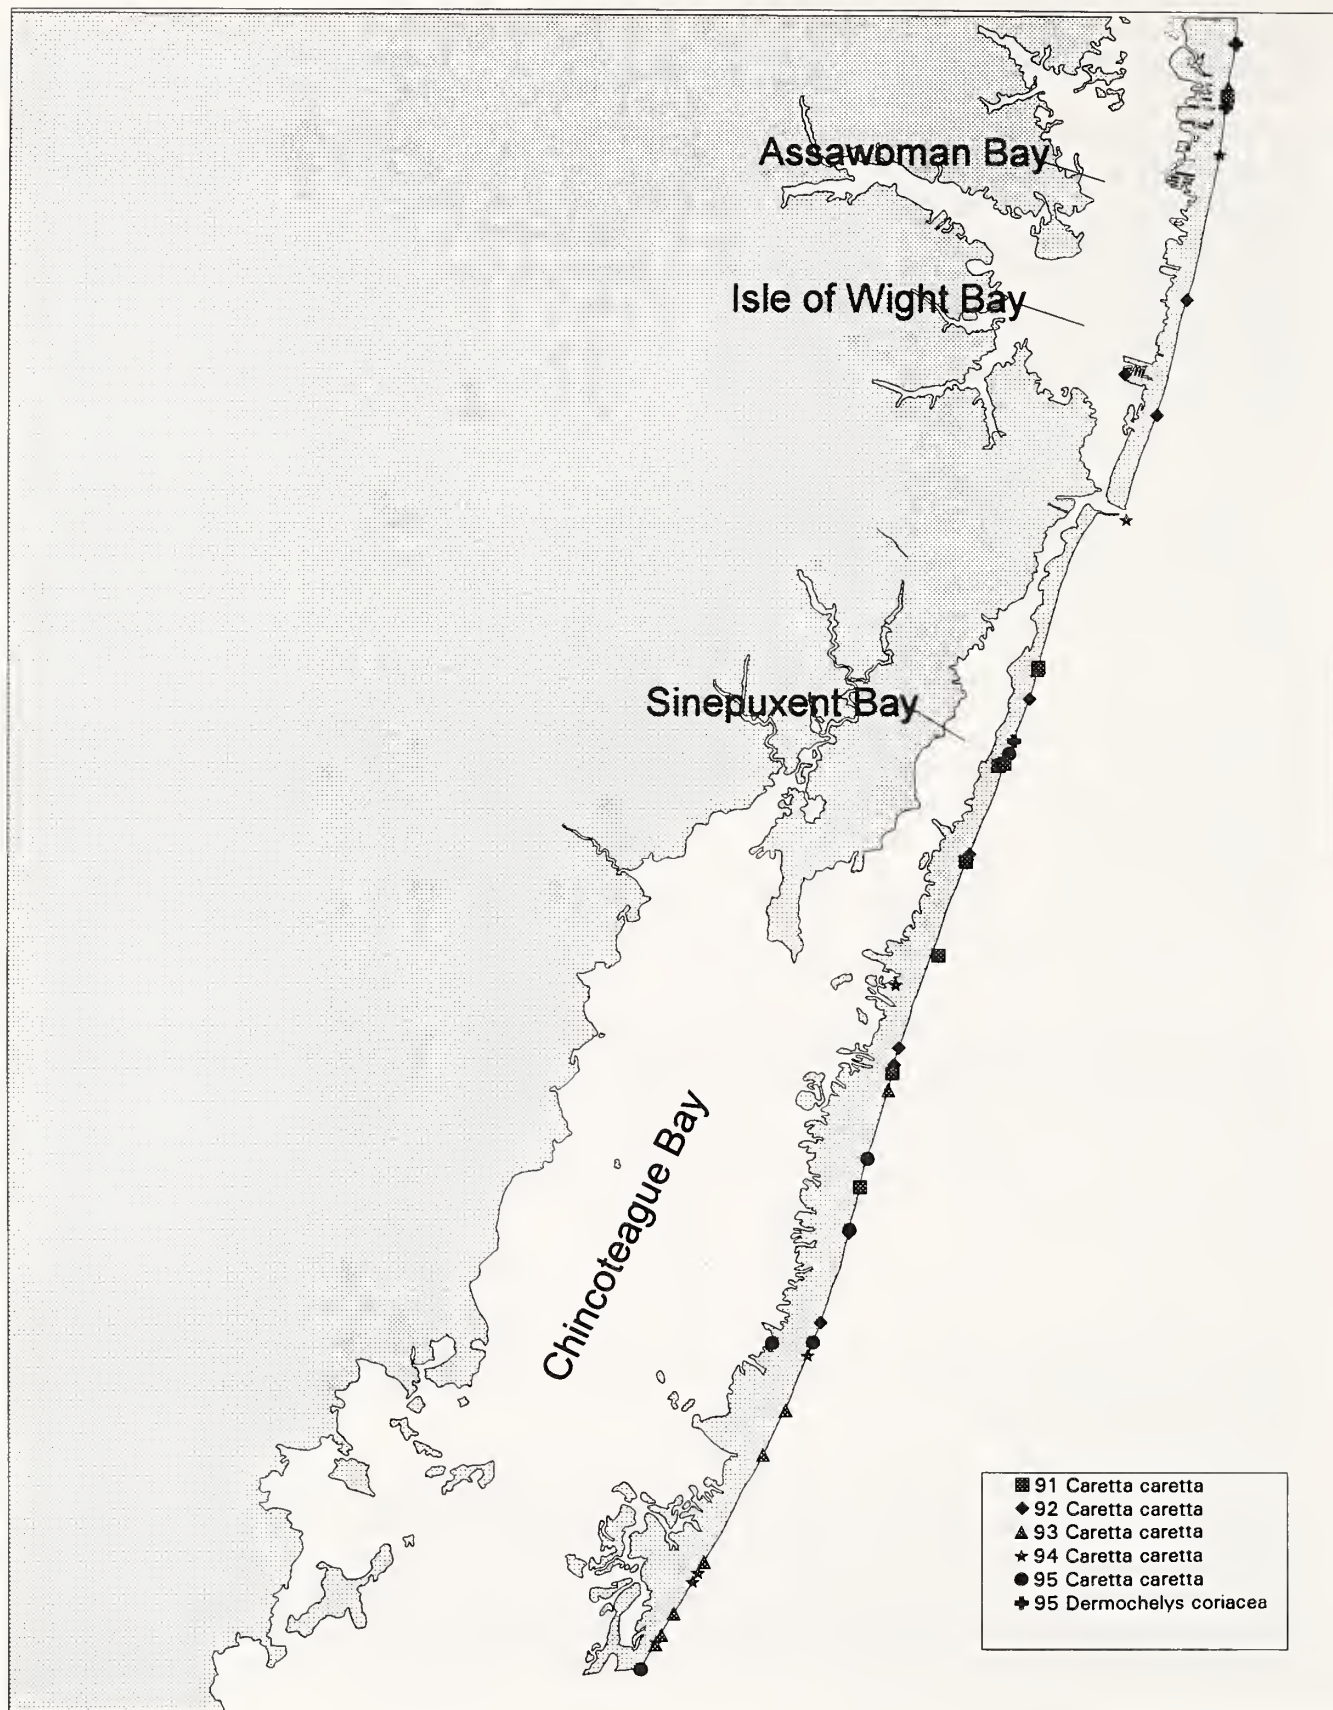 Assawoman Bay
Isle of Wight Bay
Sinepuxent Bay
Chincoteague Bay
91 Caretta caretta
92 Caretta caretta
93 Caretta caretta
94 Caretta caretta
95 Caretta caretta
95 Dermochelys coriacea